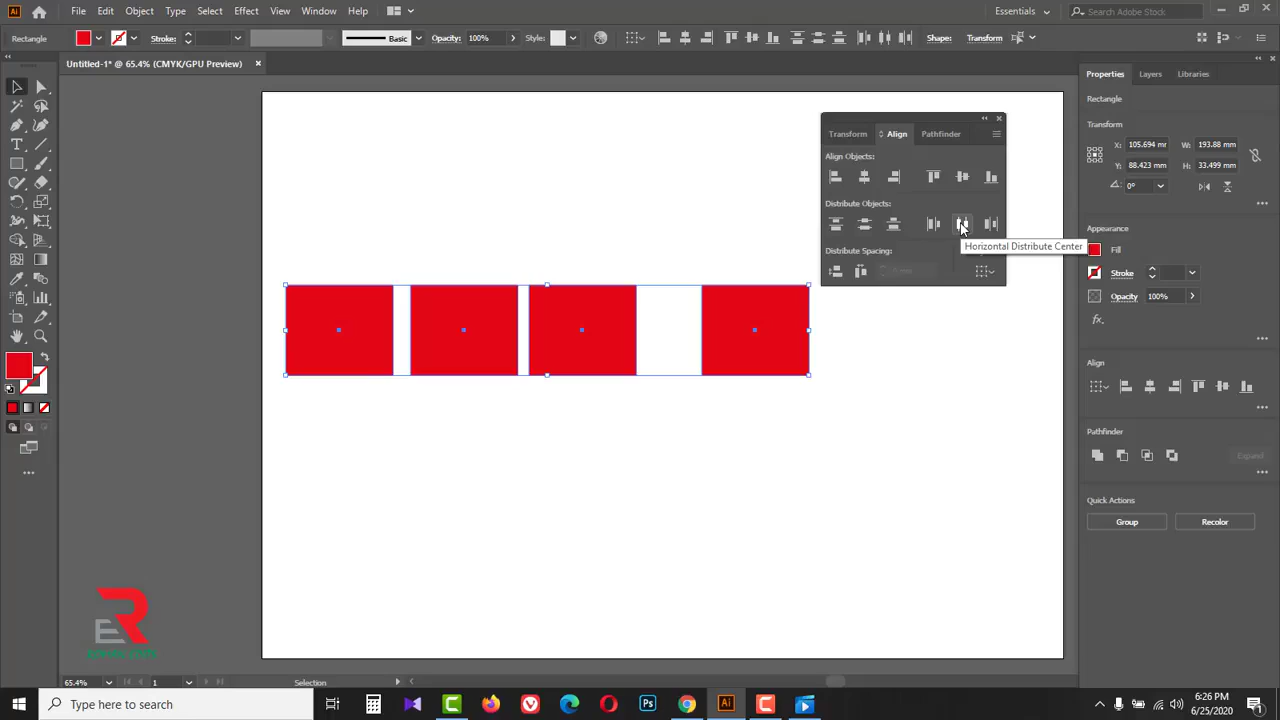 Ai File Edit Object Type Select Effect View Window Help Essentials Search Adobe Stock
Rectangle Stroke: Basic Opacity: 100% Style: Shape: Transform
Untitled-1* @ 65.4% (CMYK/GPU Preview)
Transform Align Pathfinder
Align Objects:
Distribute Objects:
Horizontal Distribute Center
Distribute Spacing:
Properties Layers Libraries
Rectangle
Transform
X: 105.694 mr W: 193.88 mm
Y: 88.423 mm H: 33.499 mm
0°
Appearance
Fill
Stroke
Opacity 100%
fx.
Align
Pathfinder
Expand
Quick Actions
Group Recolor
ER
65.4% 1 Selection
Type here to search
Ps Ai
6:26 PM
6/25/2020